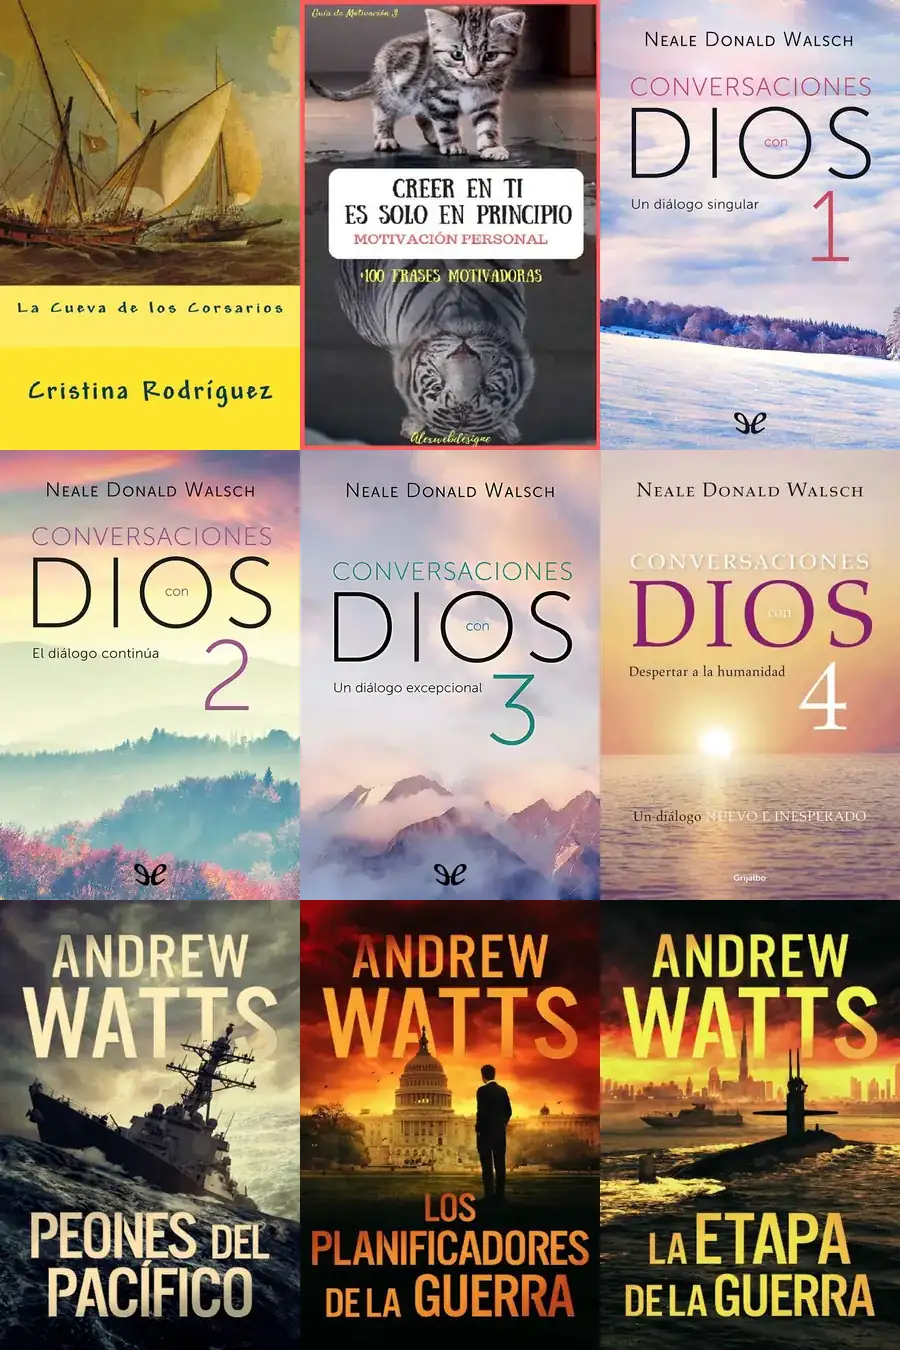 La Cueva de los Corsarios
Cristina Rodríguez
Guía de Motivación I
CREER EN TI
ES SOLO EN PRINCIPIO
MOTIVACIÓN PERSONAL
+100 FRASES MOTIVADORAS
Alexwebdesigne
NEALE DONALD WALSCH
CONVERSACIONES
con
DIOS
Un diálogo singular
1
NEALE DONALD WALSCH
CONVERSACIONES
con
DIOS
El diálogo continúa
2
NEALE DONALD WALSCH
CONVERSACIONES
con
DIOS
Un diálogo excepcional
3
NEALE DONALD WALSCH
CONVERSACIONES
con
DIOS
Despertar a la humanidad
4
Un diálogo NUEVO E INESPERADO
Grijalbo
ANDREW
WATTS
PEONES DEL
PACÍFICO
ANDREW
WATTS
LOS
PLANIFICADORES
DE LA GUERRA
ANDREW
WATTS
LA ETAPA
DE LA GUERRA